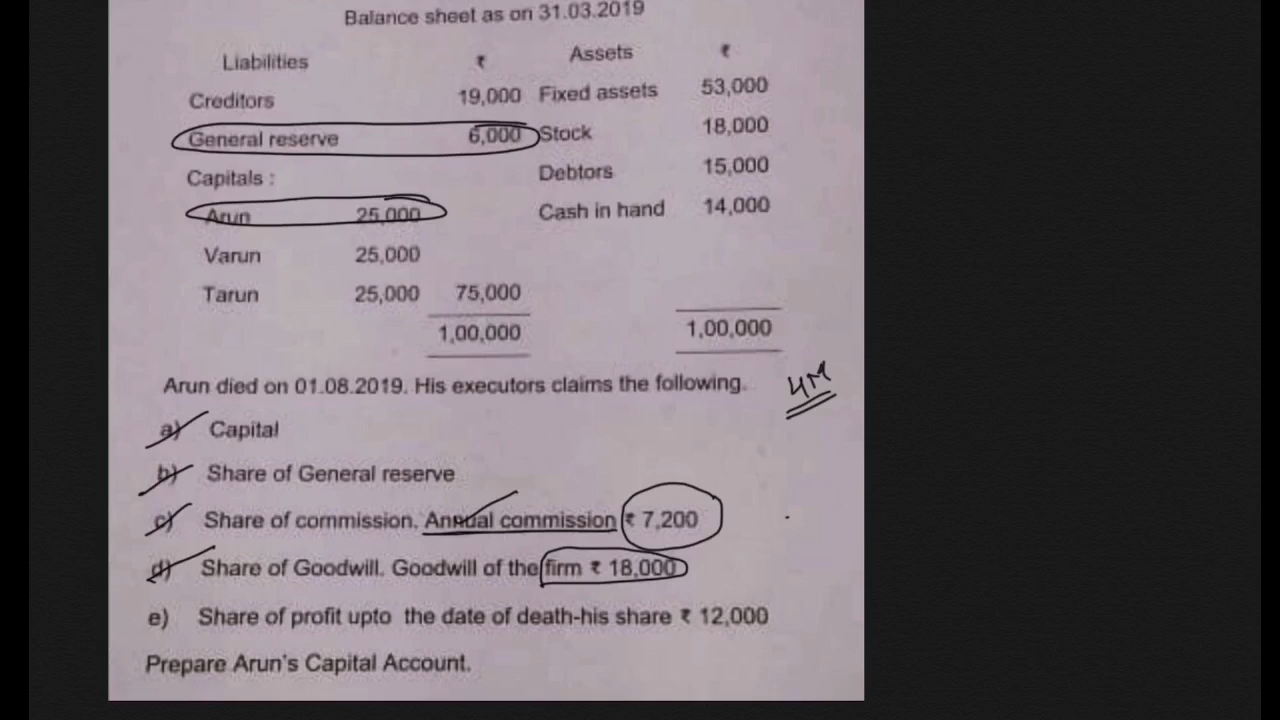 Balance sheet as on 31.03.2019
Liabilities ₹ Assets ₹
Creditors 19,000 Fixed assets 53,000
General reserve 6,000 Stock 18,000
Capitals : Debtors 15,000
Arun 25,000 Cash in hand 14,000
Varun 25,000
Tarun 25,000 75,000
1,00,000 1,00,000
Arun died on 01.08.2019. His executors claims the following. 4M
a) Capital
b) Share of General reserve
c) Share of commission. Annual commission ₹ 7,200
d) Share of Goodwill. Goodwill of the firm ₹ 18,000
e) Share of profit upto the date of death-his share ₹ 12,000
Prepare Arun's Capital Account.